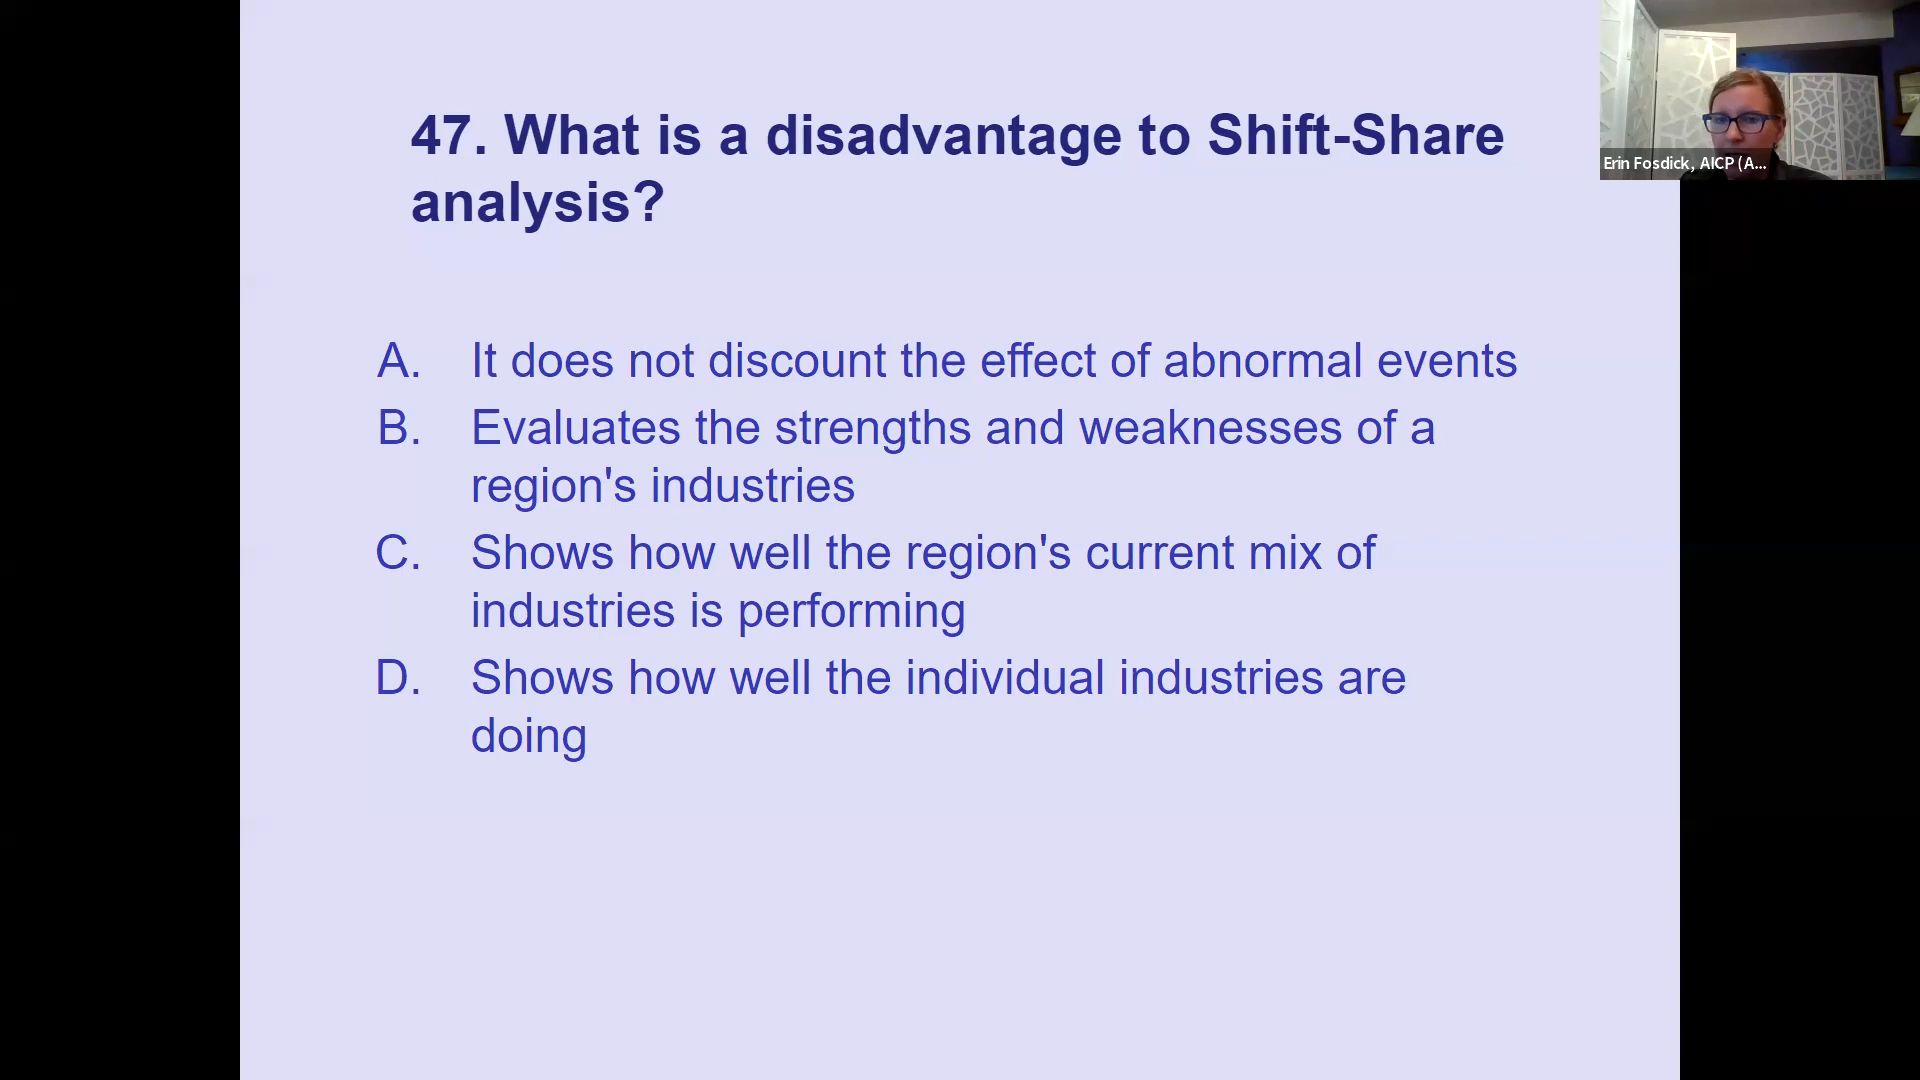 47. What is a disadvantage to Shift-Share
analysis?
Erin Fosdick, AICP (A...
A. It does not discount the effect of abnormal events
B. Evaluates the strengths and weaknesses of a
region's industries
C. Shows how well the region's current mix of
industries is performing
D. Shows how well the individual industries are
doing